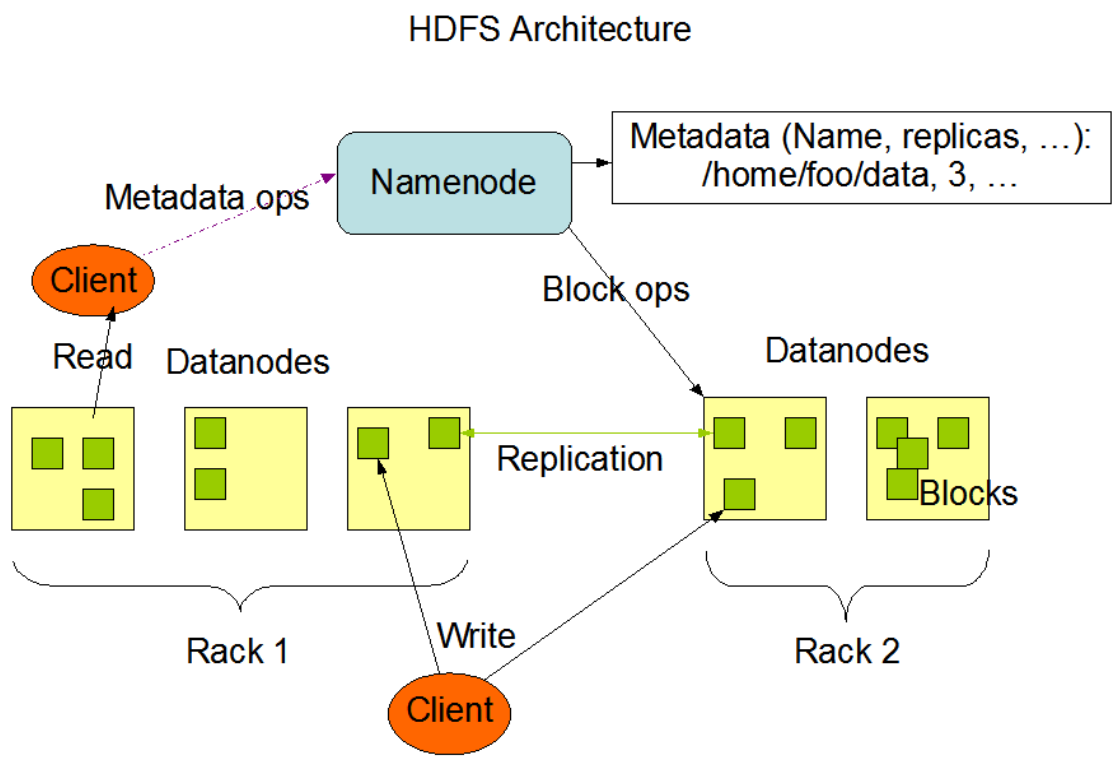 HDFS Architecture
Metadata (Name, replicas, …):
/home/foo/data, 3, …
Namenode
Metadata ops
Client
Block ops
Read
Datanodes
Datanodes
Replication
Blocks
Rack 1
Write
Rack 2
Client